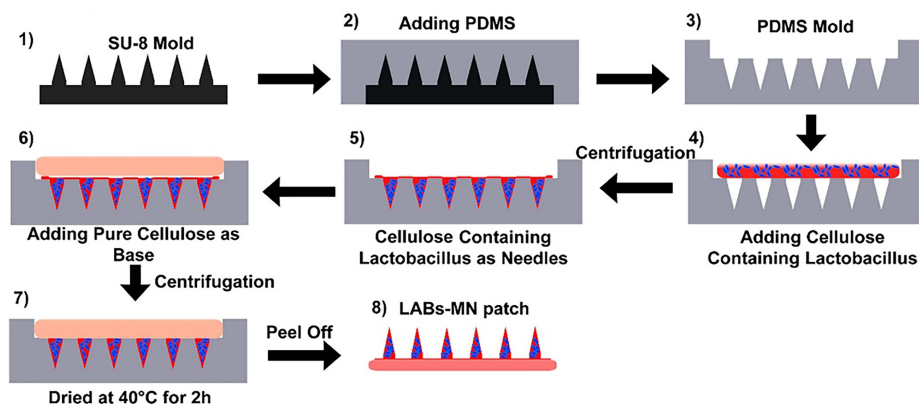 1)
SU-8 Mold
2)
Adding PDMS
3)
PDMS Mold
4)
Adding Cellulose
Containing Lactobacillus
Centrifugation
5)
Cellulose Containing
Lactobacillus as Needles
6)
Adding Pure Cellulose as
Base
Centrifugation
7)
Dried at 40°C for 2h
Peel Off
8)
LABs-MN patch